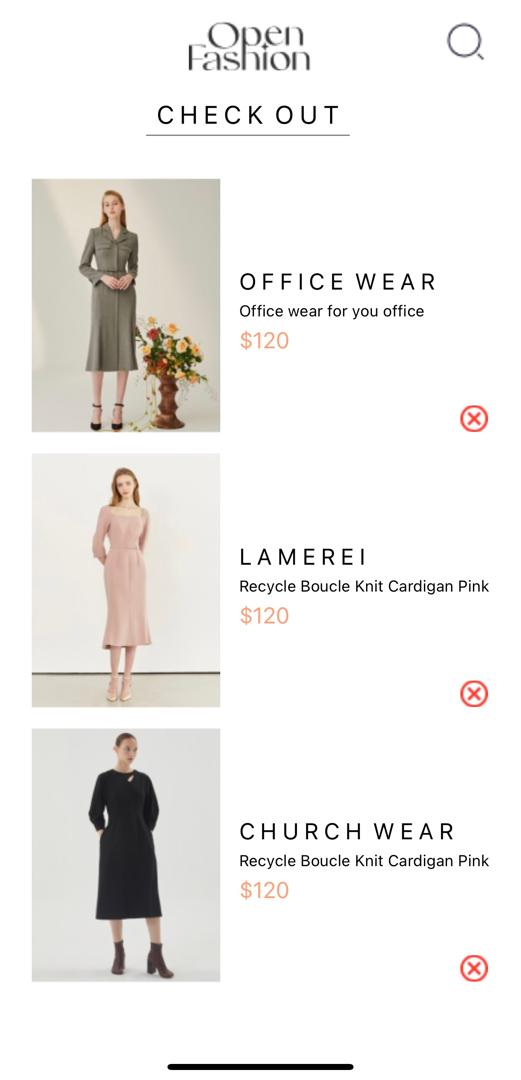 Open
Fashion
CHECK OUT
OFFICE WEAR
Office wear for you office
$120
LAMEREI
Recycle Boucle Knit Cardigan Pink
$120
CHURCH WEAR
Recycle Boucle Knit Cardigan Pink
$120